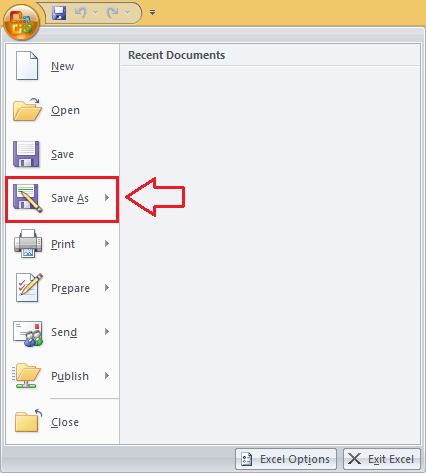 Recent Documents
New
Open
Save
Save As
Print
Prepare
Send
Publish
Close
Excel Options
Exit Excel